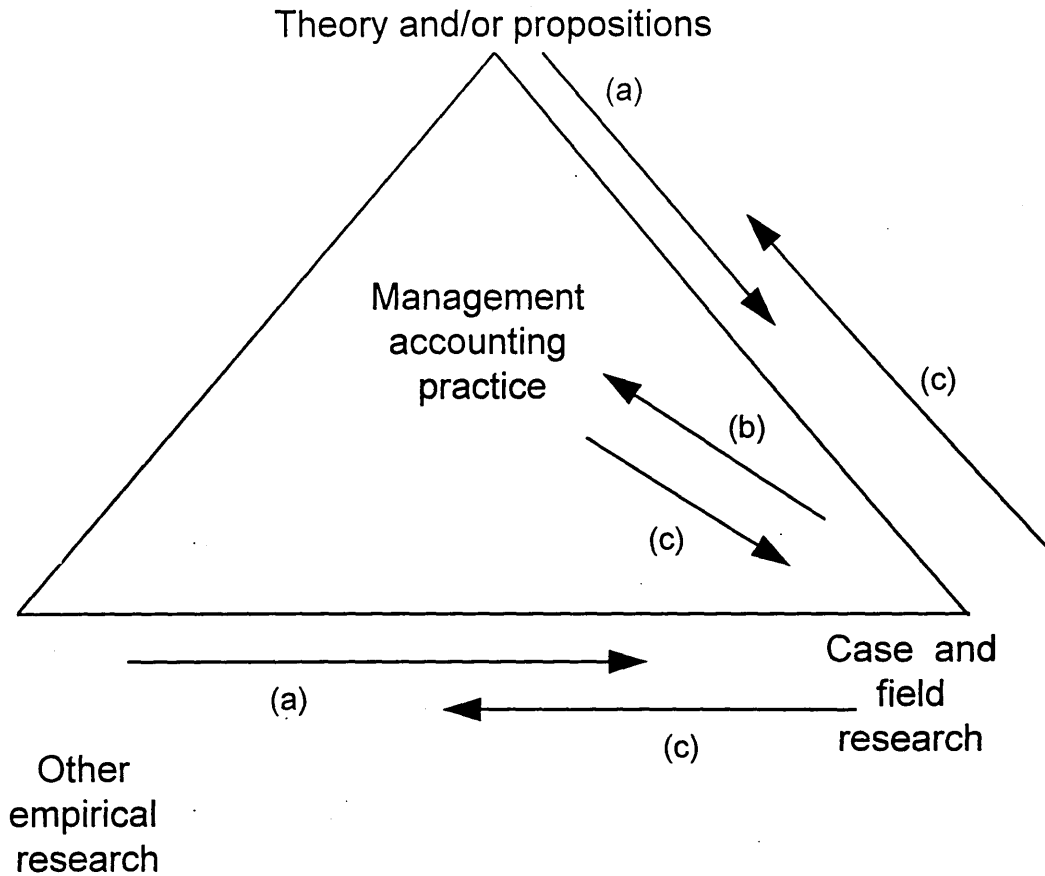 Theory and/or propositions
(a)
Management
accounting
practice
(c)
(b)
(c)
(a)
(c)
Case and
field
research
Other
empirical
research